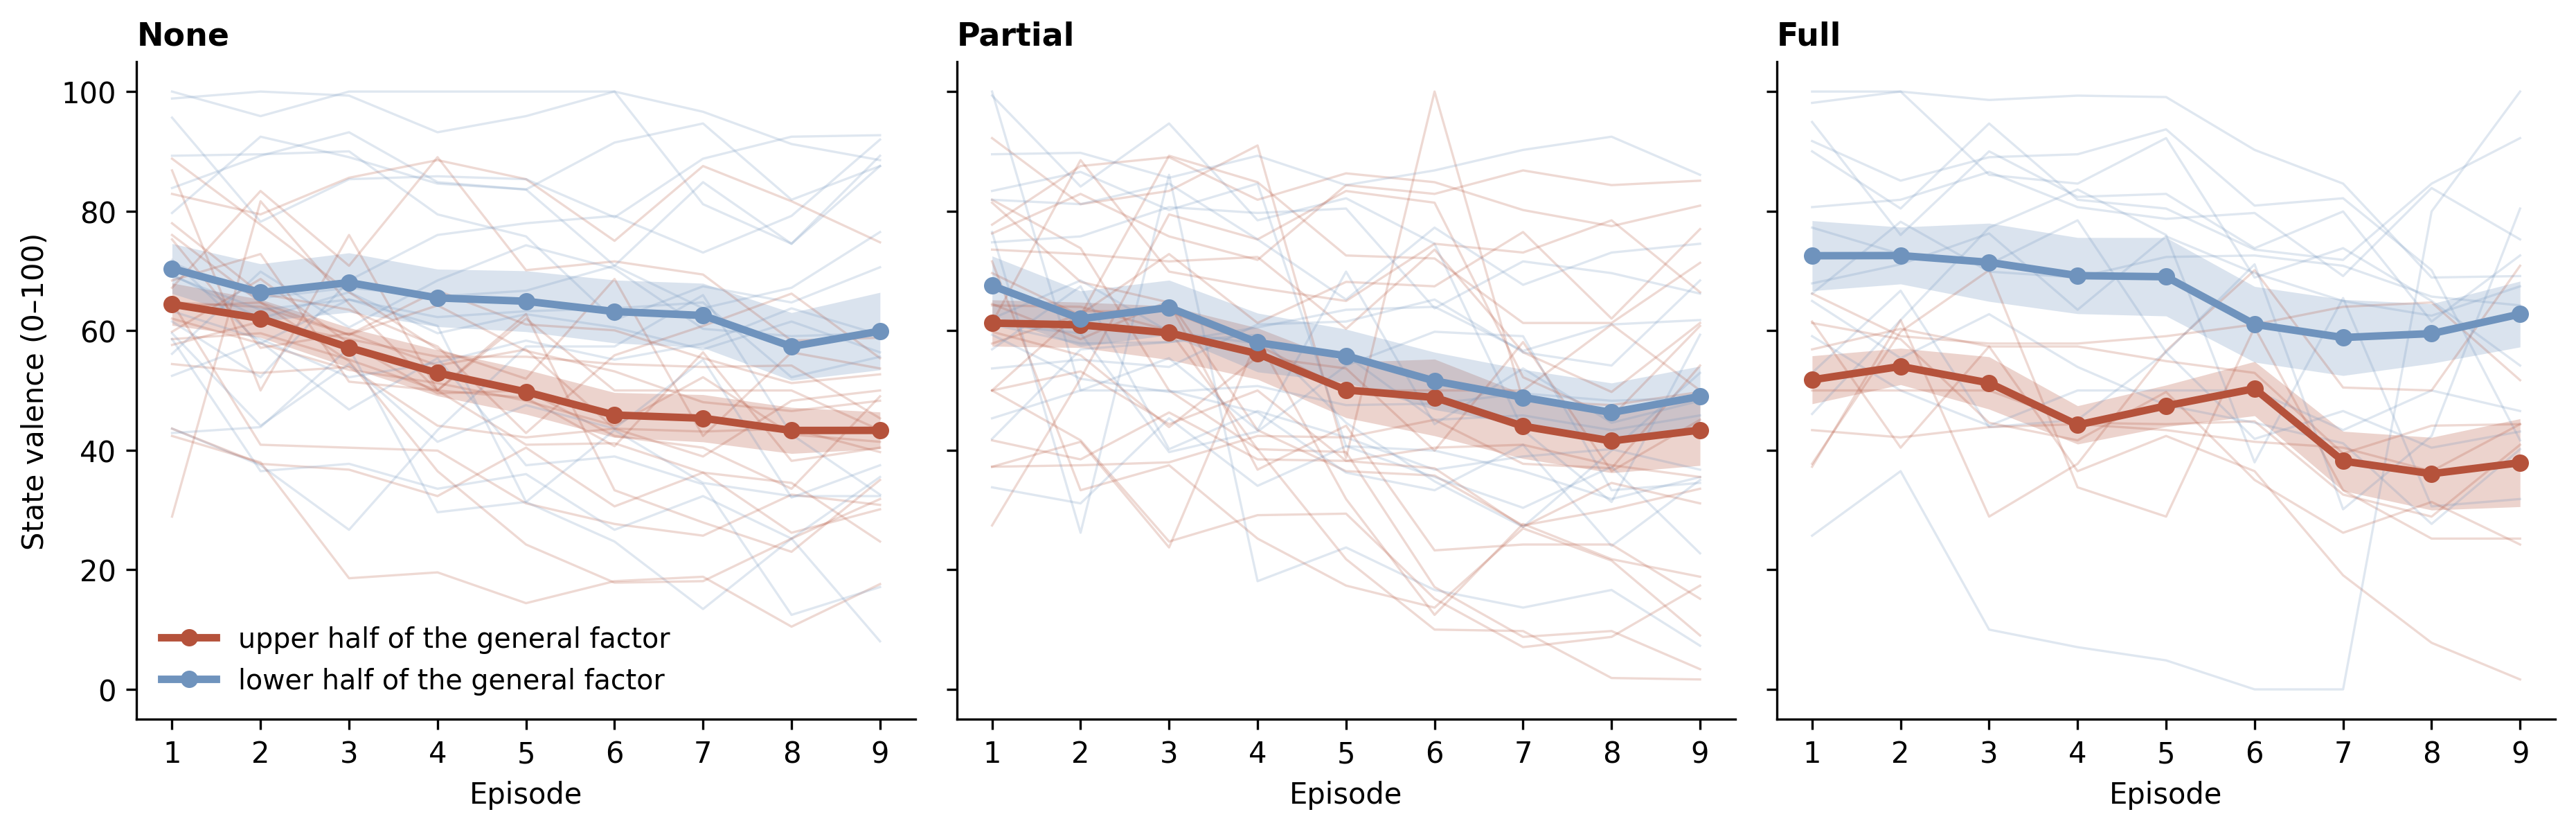 None
Partial
Full
State valence (0–100)
100
80
60
40
20
0
upper half of the general factor
lower half of the general factor
1 2 3 4 5 6 7 8 9
1 2 3 4 5 6 7 8 9
1 2 3 4 5 6 7 8 9
Episode
Episode
Episode